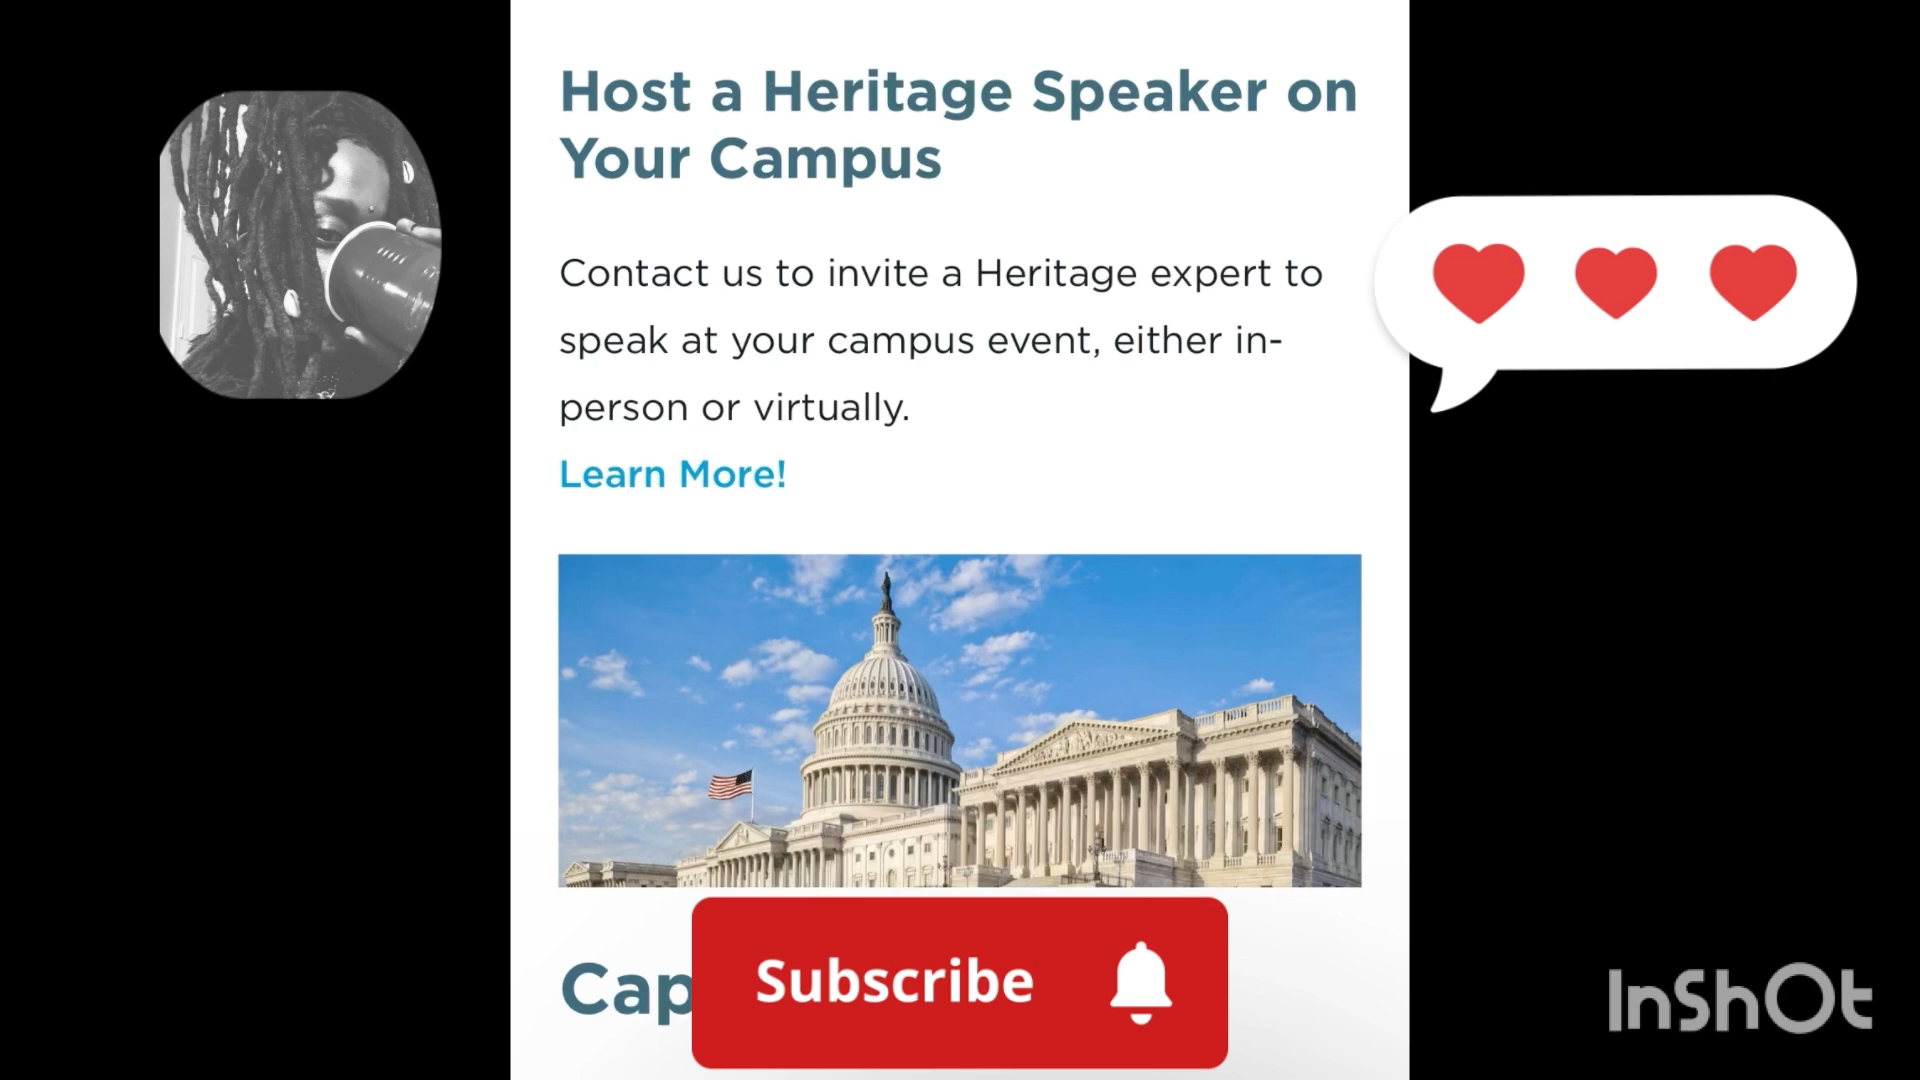 Host a Heritage Speaker on
Your Campus
Contact us to invite a Heritage expert to
speak at your campus event, either in-
person or virtually.
Learn More!
Cap
Subscribe
InShOt